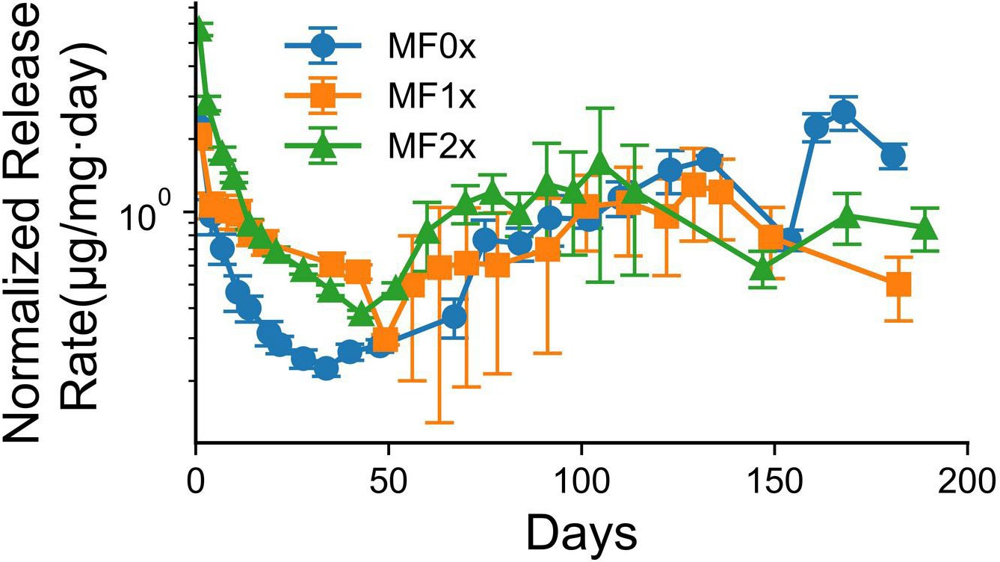 Normalized Release
Rate(μg/mg·day)
MF0x
MF1x
MF2x
10⁰
0 50 100 150 200
Days